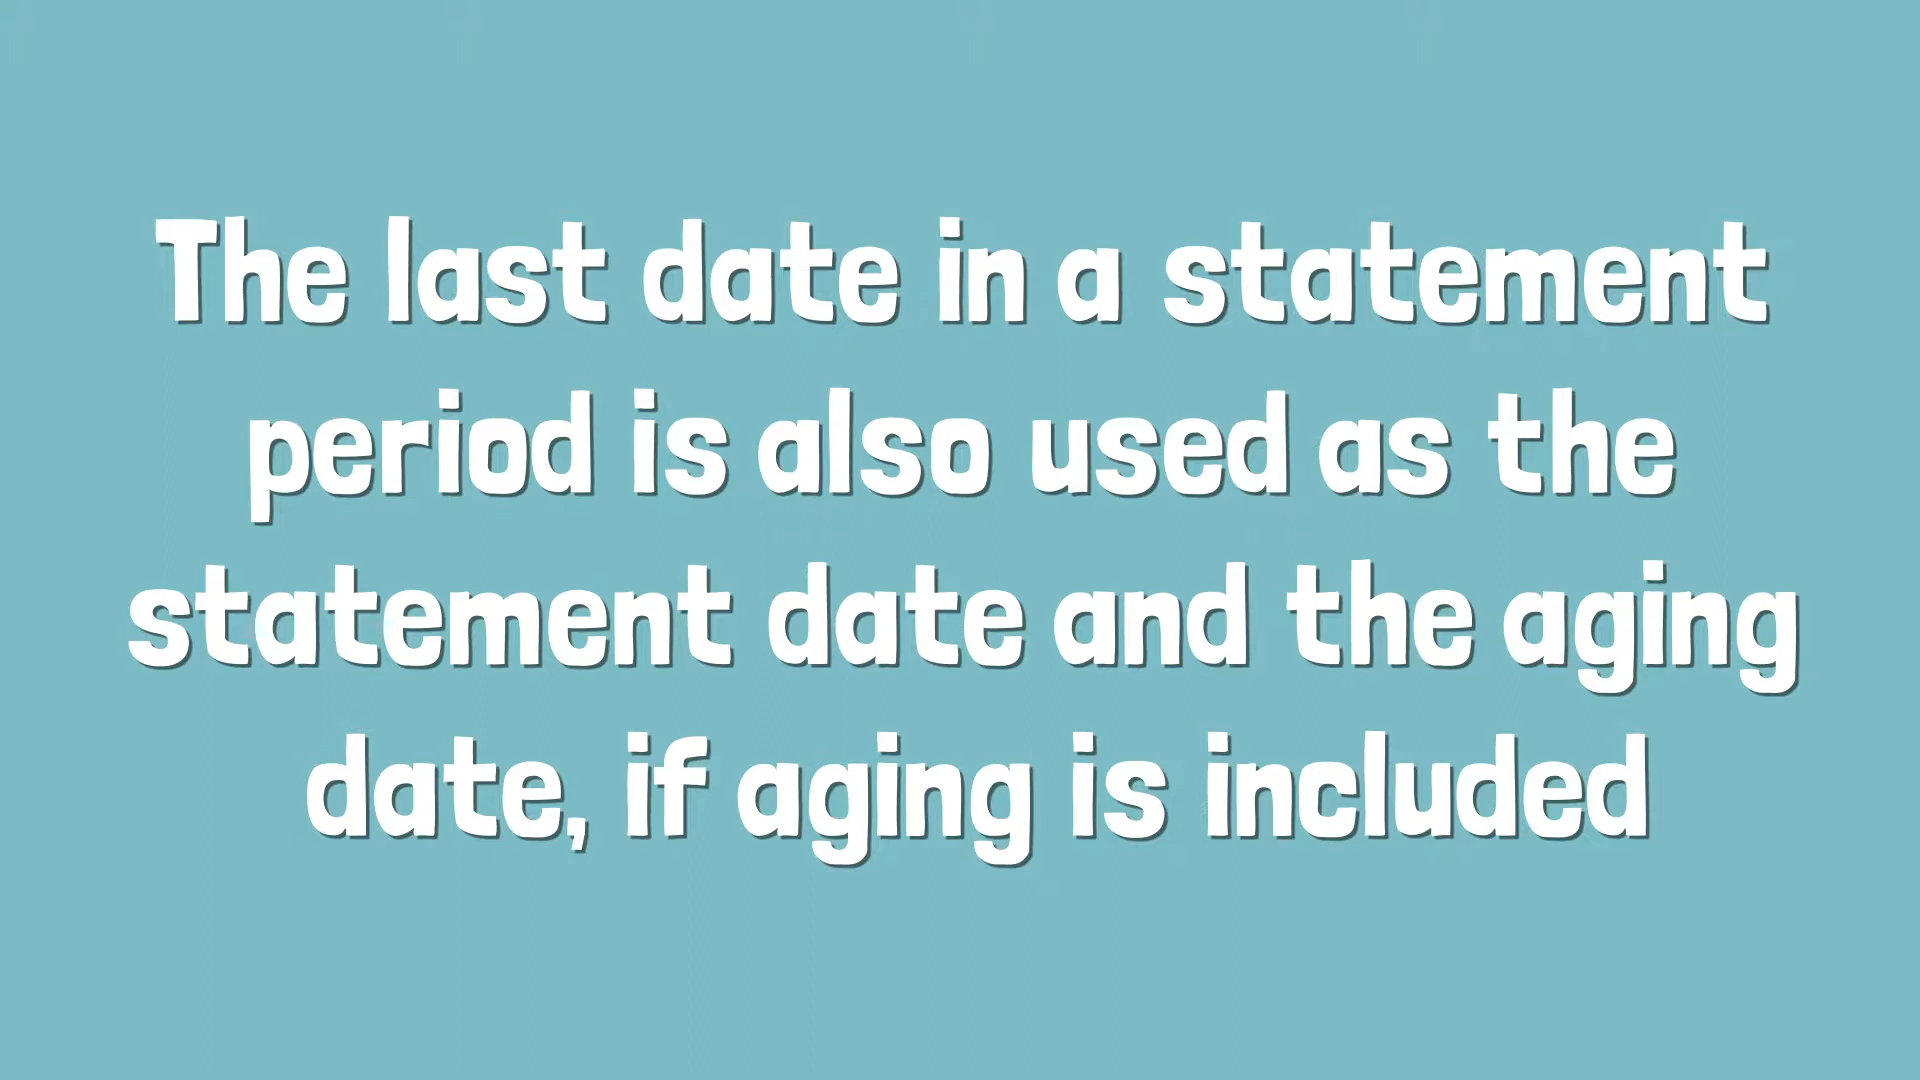 The last date in a statement
period is also used as the
statement date and the aging
date, if aging is included